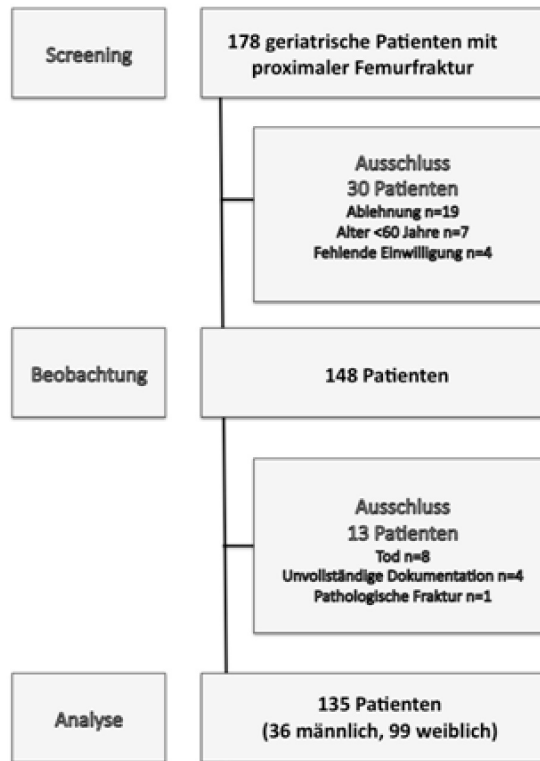 Screening
178 geriatrische Patienten mit
proximaler Femurfraktur
Ausschluss
30 Patienten
Ablehnung n=19
Alter <60 Jahre n=7
Fehlende Einwilligung n=4
Beobachtung
148 Patienten
Ausschluss
13 Patienten
Tod n=8
Unvollständige Dokumentation n=4
Pathologische Fraktur n=1
Analyse
135 Patienten
(36 männlich, 99 weiblich)